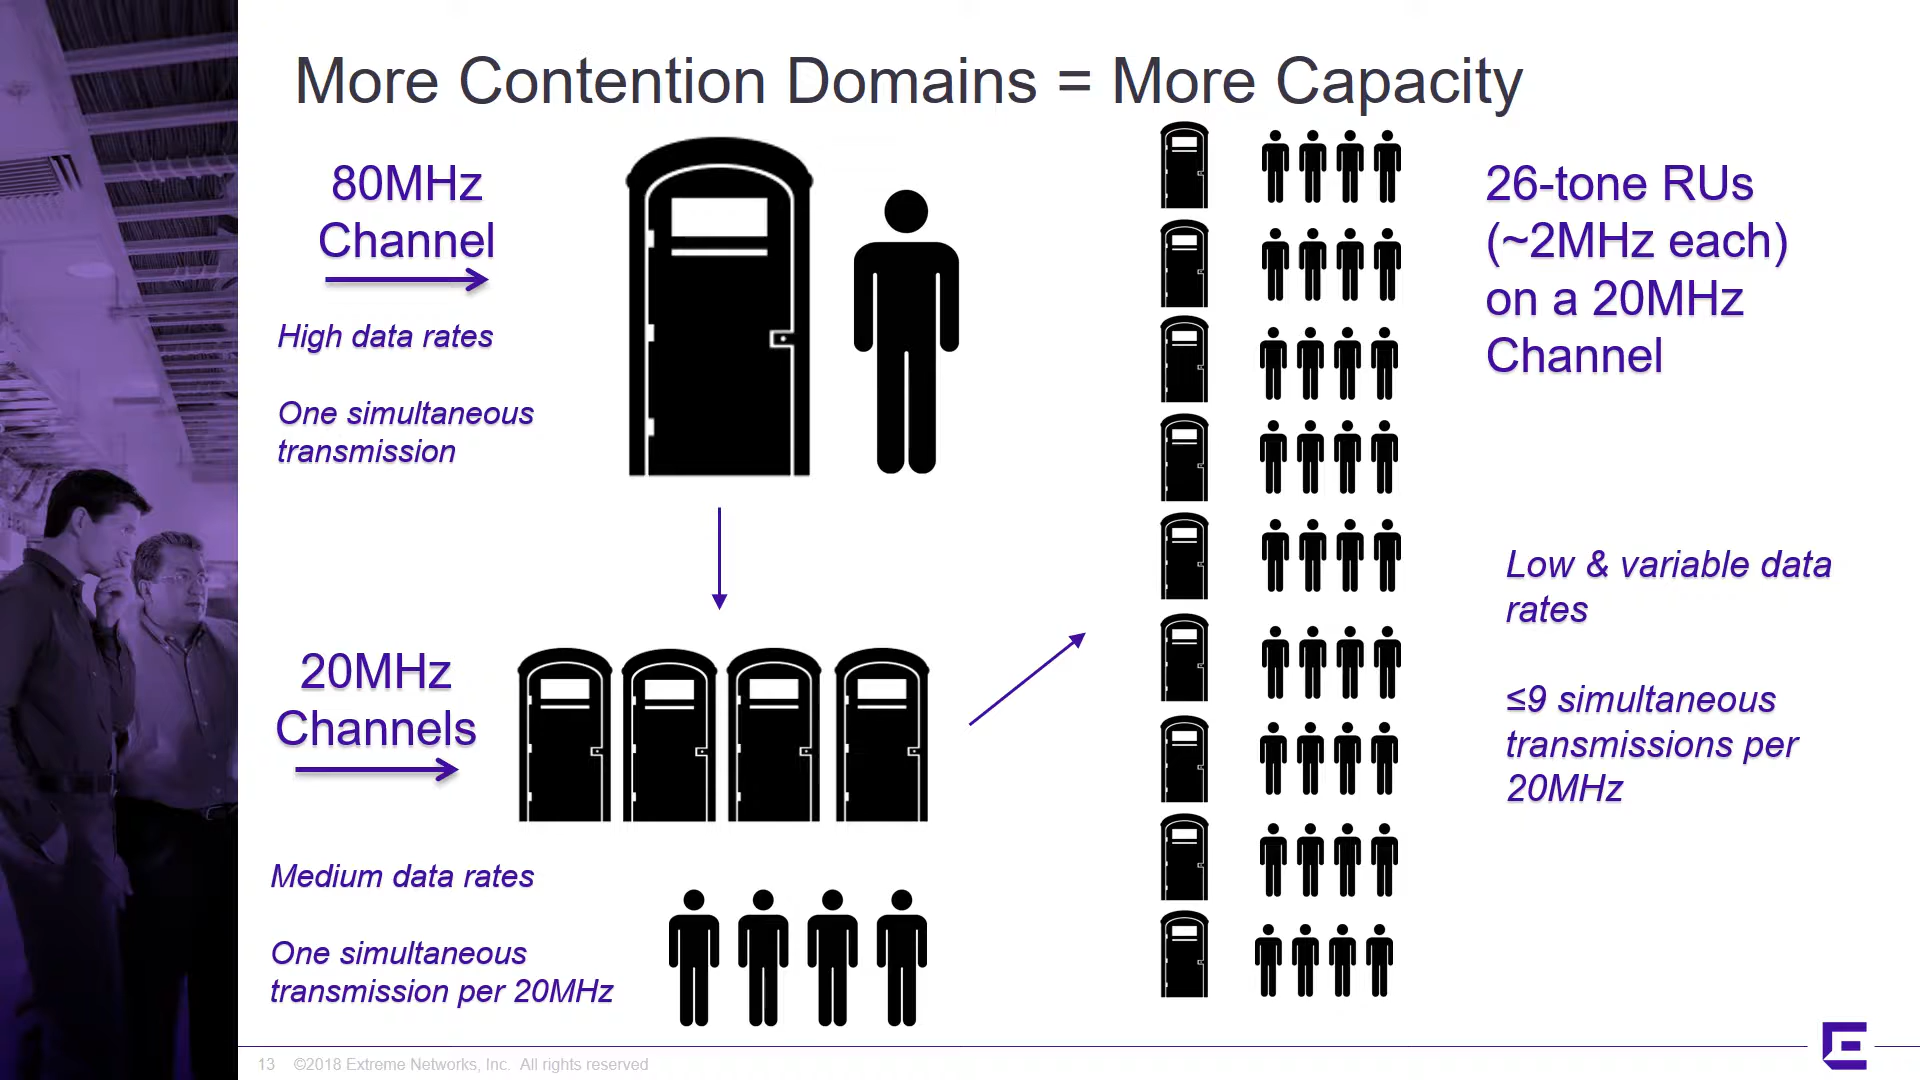 More Contention Domains = More Capacity
80MHz
Channel
High data rates
One simultaneous
transmission
20MHz
Channels
Medium data rates
One simultaneous
transmission per 20MHz
26-tone RUs
(~2MHz each)
on a 20MHz
Channel
Low & variable data
rates
≤9 simultaneous
transmissions per
20MHz
13 ©2018 Extreme Networks, Inc. All rights reserved